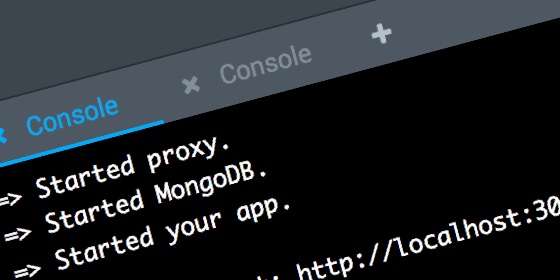 Console Console
=> Started proxy.
=> Started MongoDB.
=> Started your app.
http://localhost:30